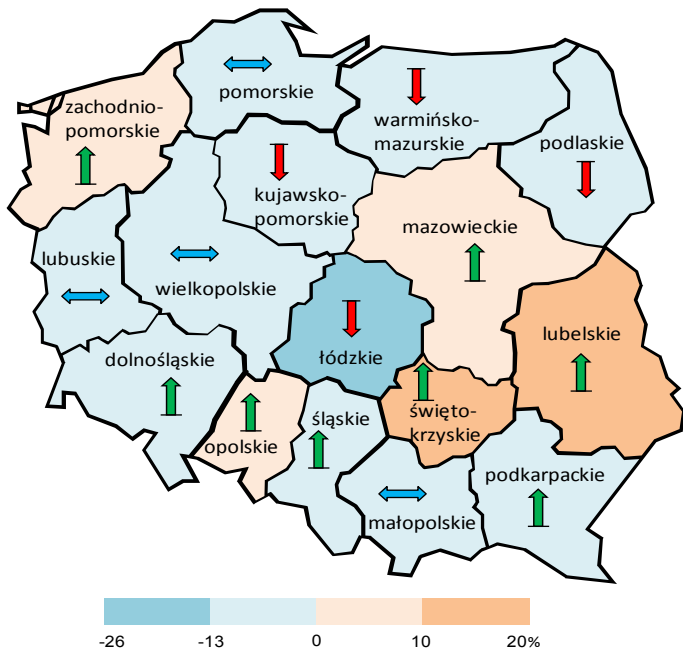 pomorskie
zachodnio-
pomorskie
warmińsko-
mazurskie
podlaskie
kujawsko-
pomorskie
mazowieckie
lubuskie
wielkopolskie
łódzkie
lubelskie
dolnośląskie
święto-
krzyskie
opolskie
śląskie
podkarpackie
małopolskie
-26 -13 0 10 20%